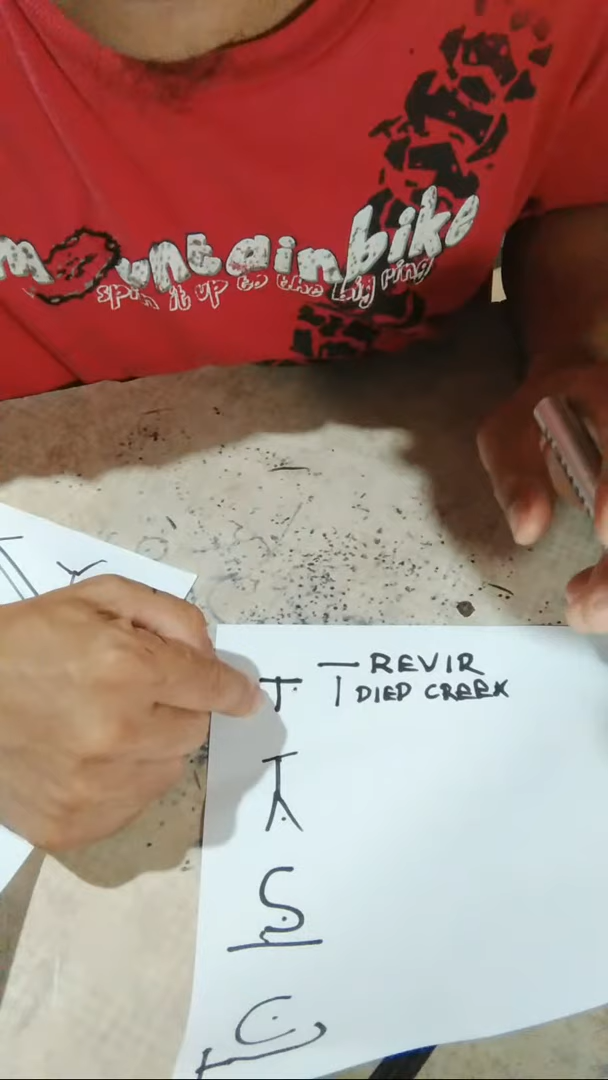 mountainbike
spin it up to the big ring
T — REVIR
| DIED CREEK
S